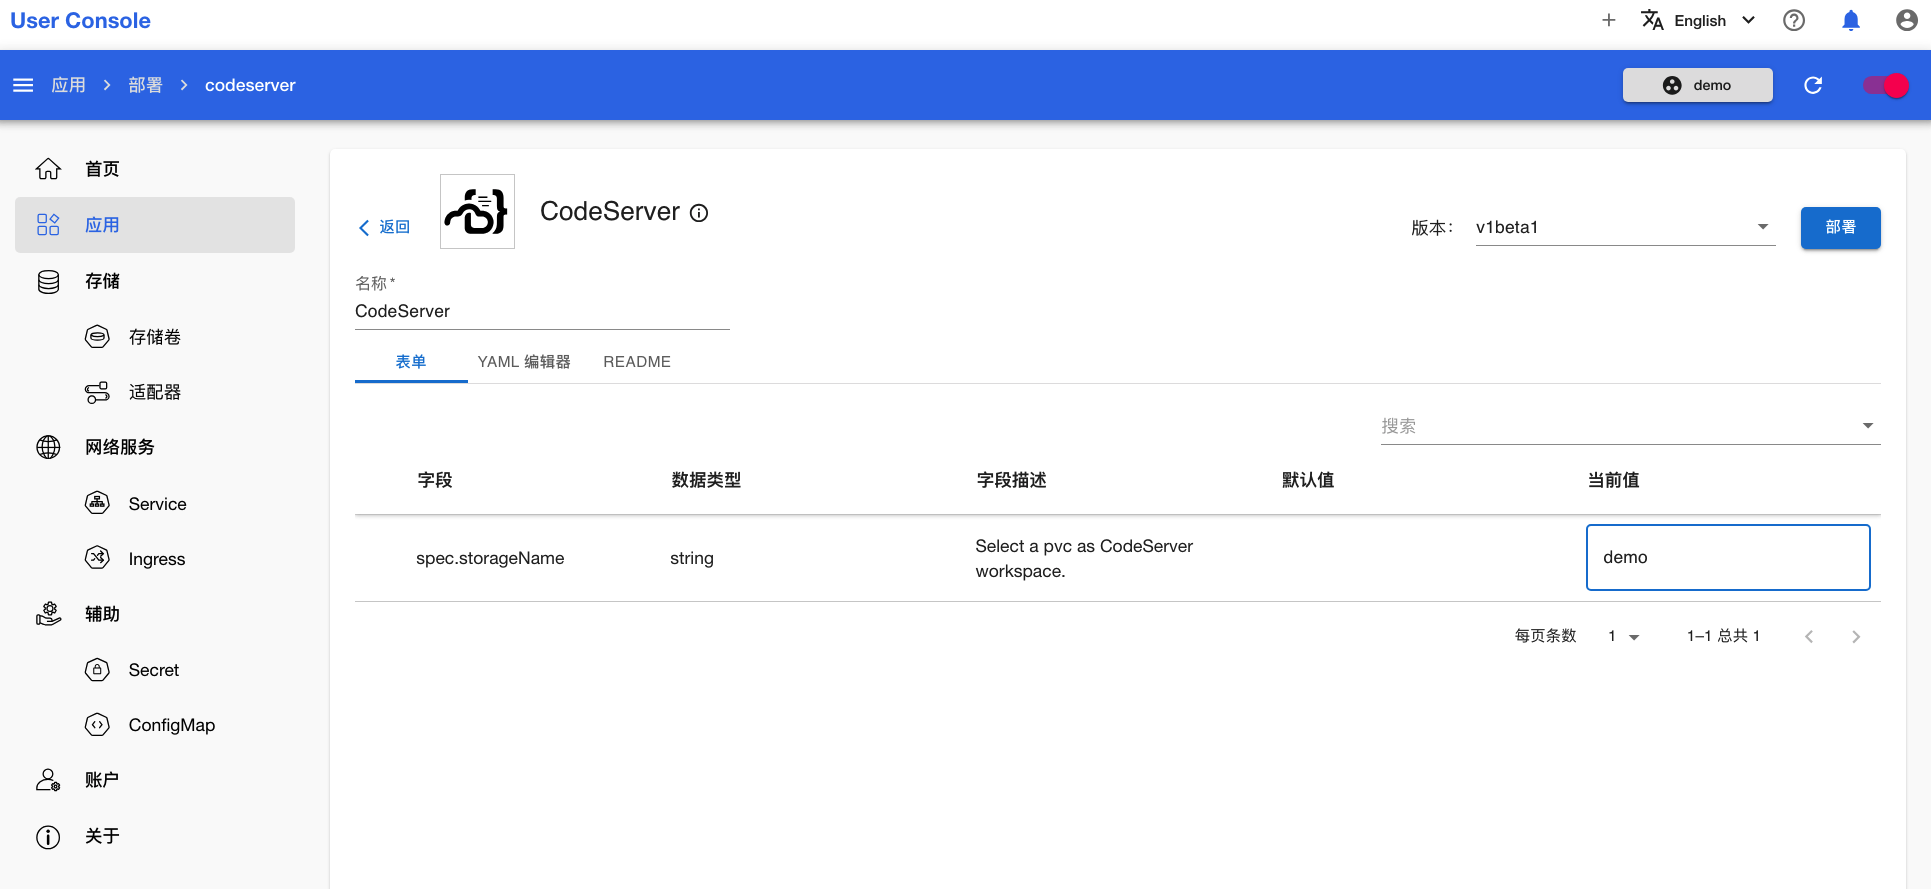 User Console
English
应用
部署
codeserver
demo
首页
应用
存储
存储卷
适配器
网络服务
Service
Ingress
辅助
Secret
ConfigMap
账户
关于
返回
CodeServer
版本：
v1beta1
部署
名称 *
CodeServer
表单
YAML 编辑器
README
搜索
字段
数据类型
字段描述
默认值
当前值
spec.storageName
string
Select a pvc as CodeServer
workspace.
demo
每页条数
1
1–1 总共 1